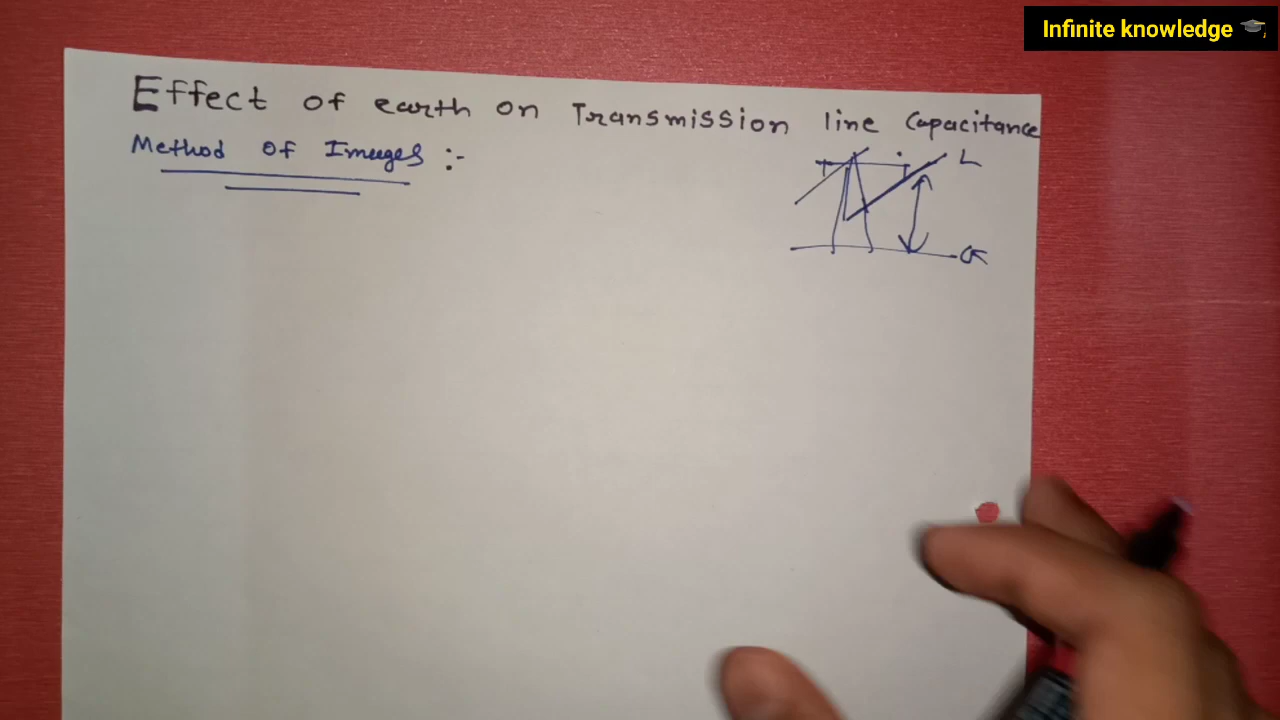 Infinite knowledge
Effect of earth on Transmission line Capacitance
Method of Images :-
L